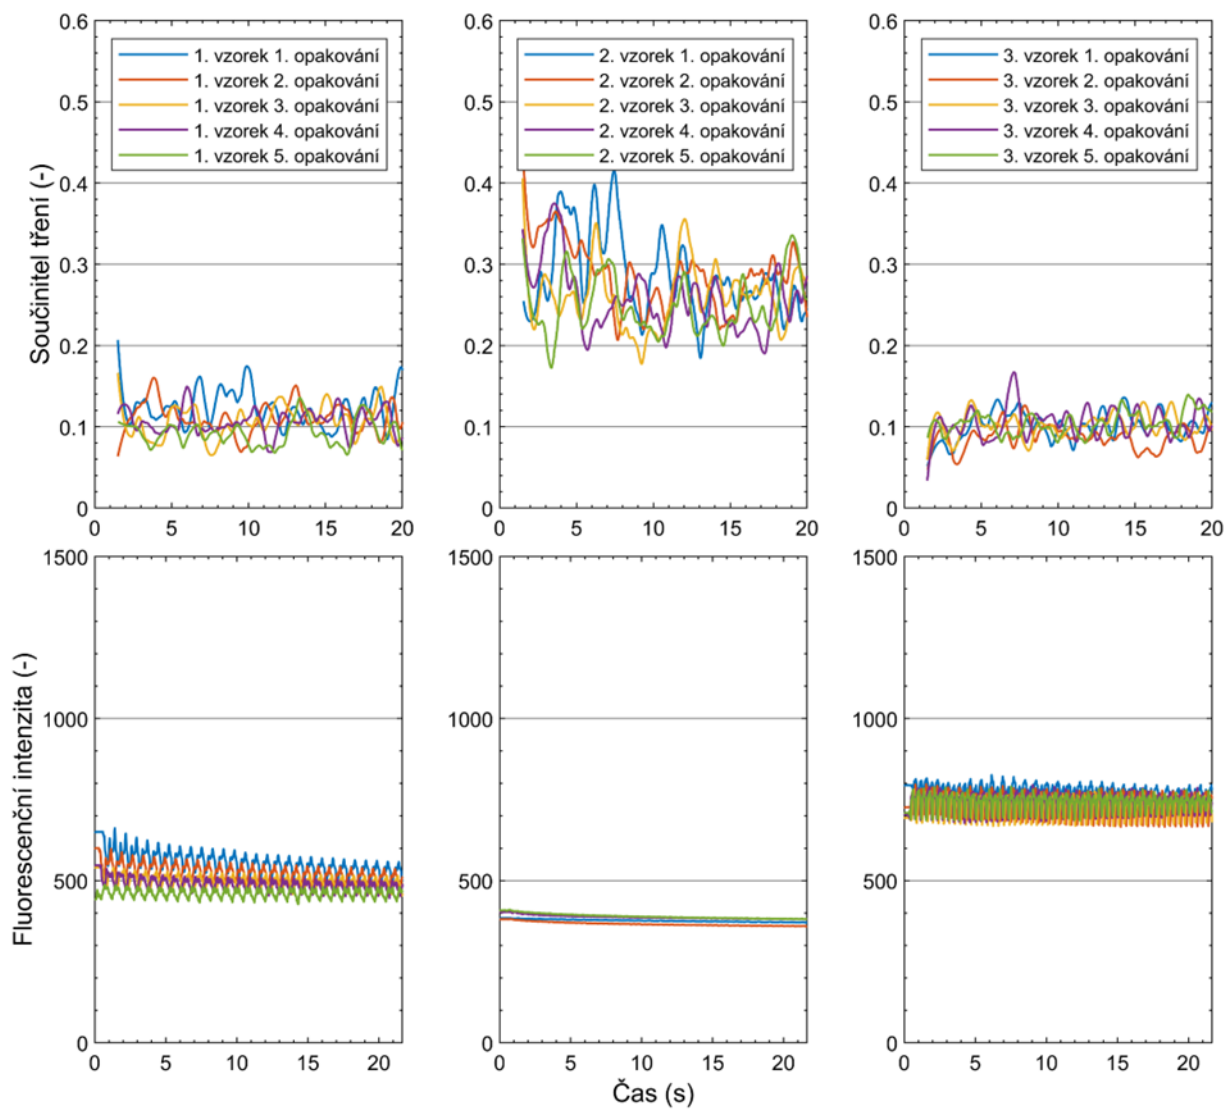 Součinitel tření (-)
0.6
0.5
0.4
0.3
0.2
0.1
0
1. vzorek 1. opakování
1. vzorek 2. opakování
1. vzorek 3. opakování
1. vzorek 4. opakování
1. vzorek 5. opakování
0 5 10 15 20
0.6
0.5
0.4
0.3
0.2
0.1
0
2. vzorek 1. opakování
2. vzorek 2. opakování
2. vzorek 3. opakování
2. vzorek 4. opakování
2. vzorek 5. opakování
0 5 10 15 20
0.6
0.5
0.4
0.3
0.2
0.1
0
3. vzorek 1. opakování
3. vzorek 2. opakování
3. vzorek 3. opakování
3. vzorek 4. opakování
3. vzorek 5. opakování
0 5 10 15 20
Fluorescenční intenzita (-)
1500
1000
500
0
0 5 10 15 20
1500
1000
500
0
0 5 10 15 20
1500
1000
500
0
0 5 10 15 20
Čas (s)